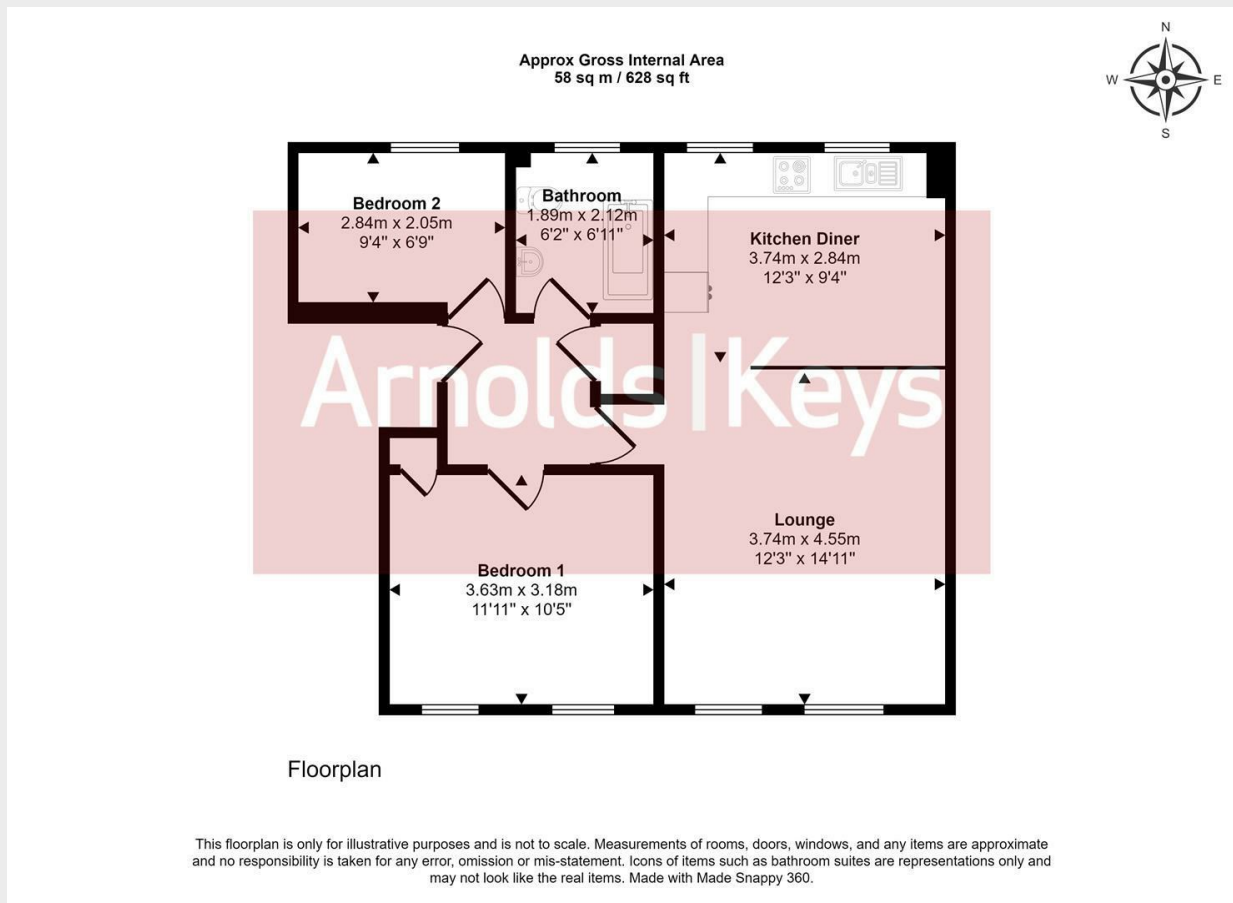 Approx Gross Internal Area
58 sq m / 628 sq ft
N
W
E
S
Bedroom 2
2.84m x 2.05m
9'4" x 6'9"
Bathroom
1.89m x 2.12m
6'2" x 6'11"
Kitchen Diner
3.74m x 2.84m
12'3" x 9'4"
Arnolds|Keys
Lounge
3.74m x 4.55m
12'3" x 14'11"
Bedroom 1
3.63m x 3.18m
11'11" x 10'5"
Floorplan
This floorplan is only for illustrative purposes and is not to scale. Measurements of rooms, doors, windows, and any items are approximate
and no responsibility is taken for any error, omission or mis-statement. Icons of items such as bathroom suites are representations only and
may not look like the real items. Made with Made Snappy 360.